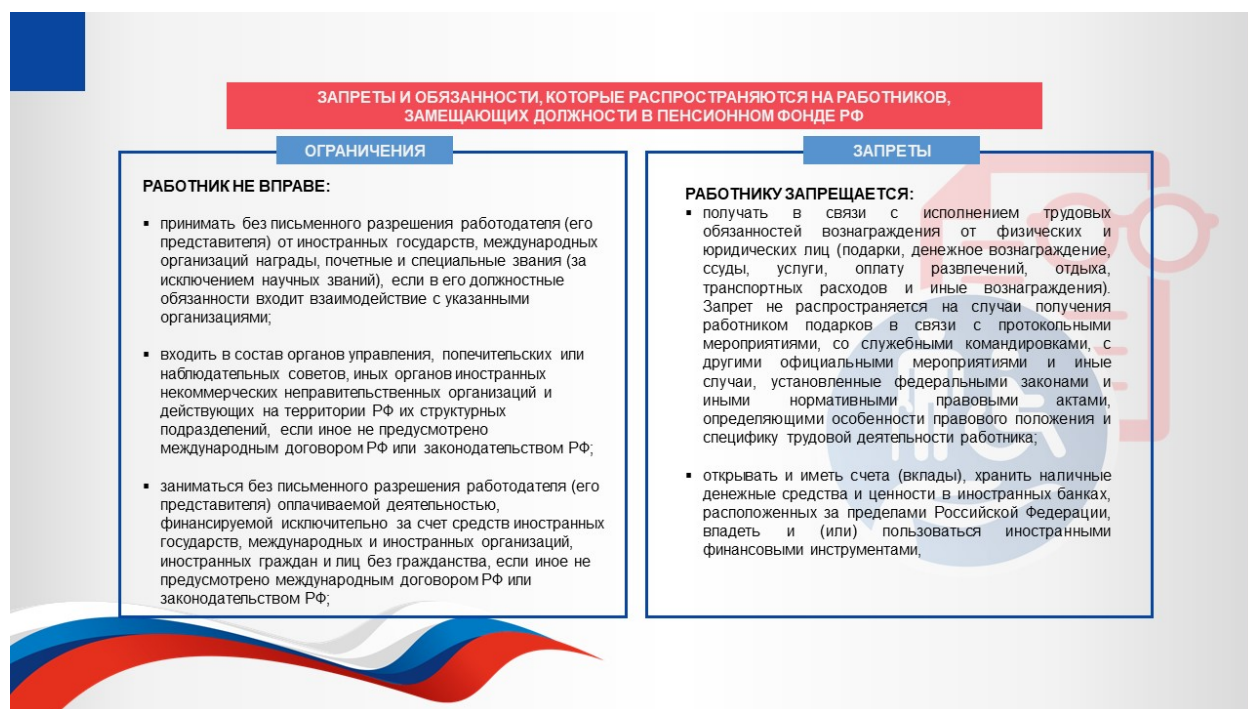 ЗАПРЕТЫ И ОБЯЗАННОСТИ, КОТОРЫЕ РАСПРОСТРАНЯЮТСЯ НА РАБОТНИКОВ,
ЗАМЕЩАЮЩИХ ДОЛЖНОСТИ В ПЕНСИОННОМ ФОНДЕ РФ
ОГРАНИЧЕНИЯ
РАБОТНИК НЕ ВПРАВЕ:
▪ принимать без письменного разрешения работодателя (его
представителя) от иностранных государств, международных
организаций награды, почетные и специальные звания (за
исключением научных званий), если в его должностные
обязанности входит взаимодействие с указанными
организациями;
▪ входить в состав органов управления, попечительских или
наблюдательных советов, иных органов иностранных
некоммерческих неправительственных организаций и
действующих на территории РФ их структурных
подразделений, если иное не предусмотрено
международным договором РФ или законодательством РФ;
▪ заниматься без письменного разрешения работодателя (его
представителя) оплачиваемой деятельностью,
финансируемой исключительно за счет средств иностранных
государств, международных и иностранных организаций,
иностранных граждан и лиц без гражданства, если иное не
предусмотрено международным договором РФ или
законодательством РФ;
ЗАПРЕТЫ
РАБОТНИКУ ЗАПРЕЩАЕТСЯ:
▪ получать в связи с исполнением трудовых
обязанностей вознаграждения от физических и
юридических лиц (подарки, денежное вознаграждение,
ссуды, услуги, оплату развлечений, отдыха,
транспортных расходов и иные вознаграждения).
Запрет не распространяется на случаи получения
работником подарков в связи с протокольными
мероприятиями, со служебными командировками, с
другими официальными мероприятиями и иные
случаи, установленные федеральными законами и
иными нормативными правовыми актами,
определяющими особенности правового положения и
специфику трудовой деятельности работника;
▪ открывать и иметь счета (вклады), хранить наличные
денежные средства и ценности в иностранных банках,
расположенных за пределами Российской Федерации,
владеть и (или) пользоваться иностранными
финансовыми инструментами,